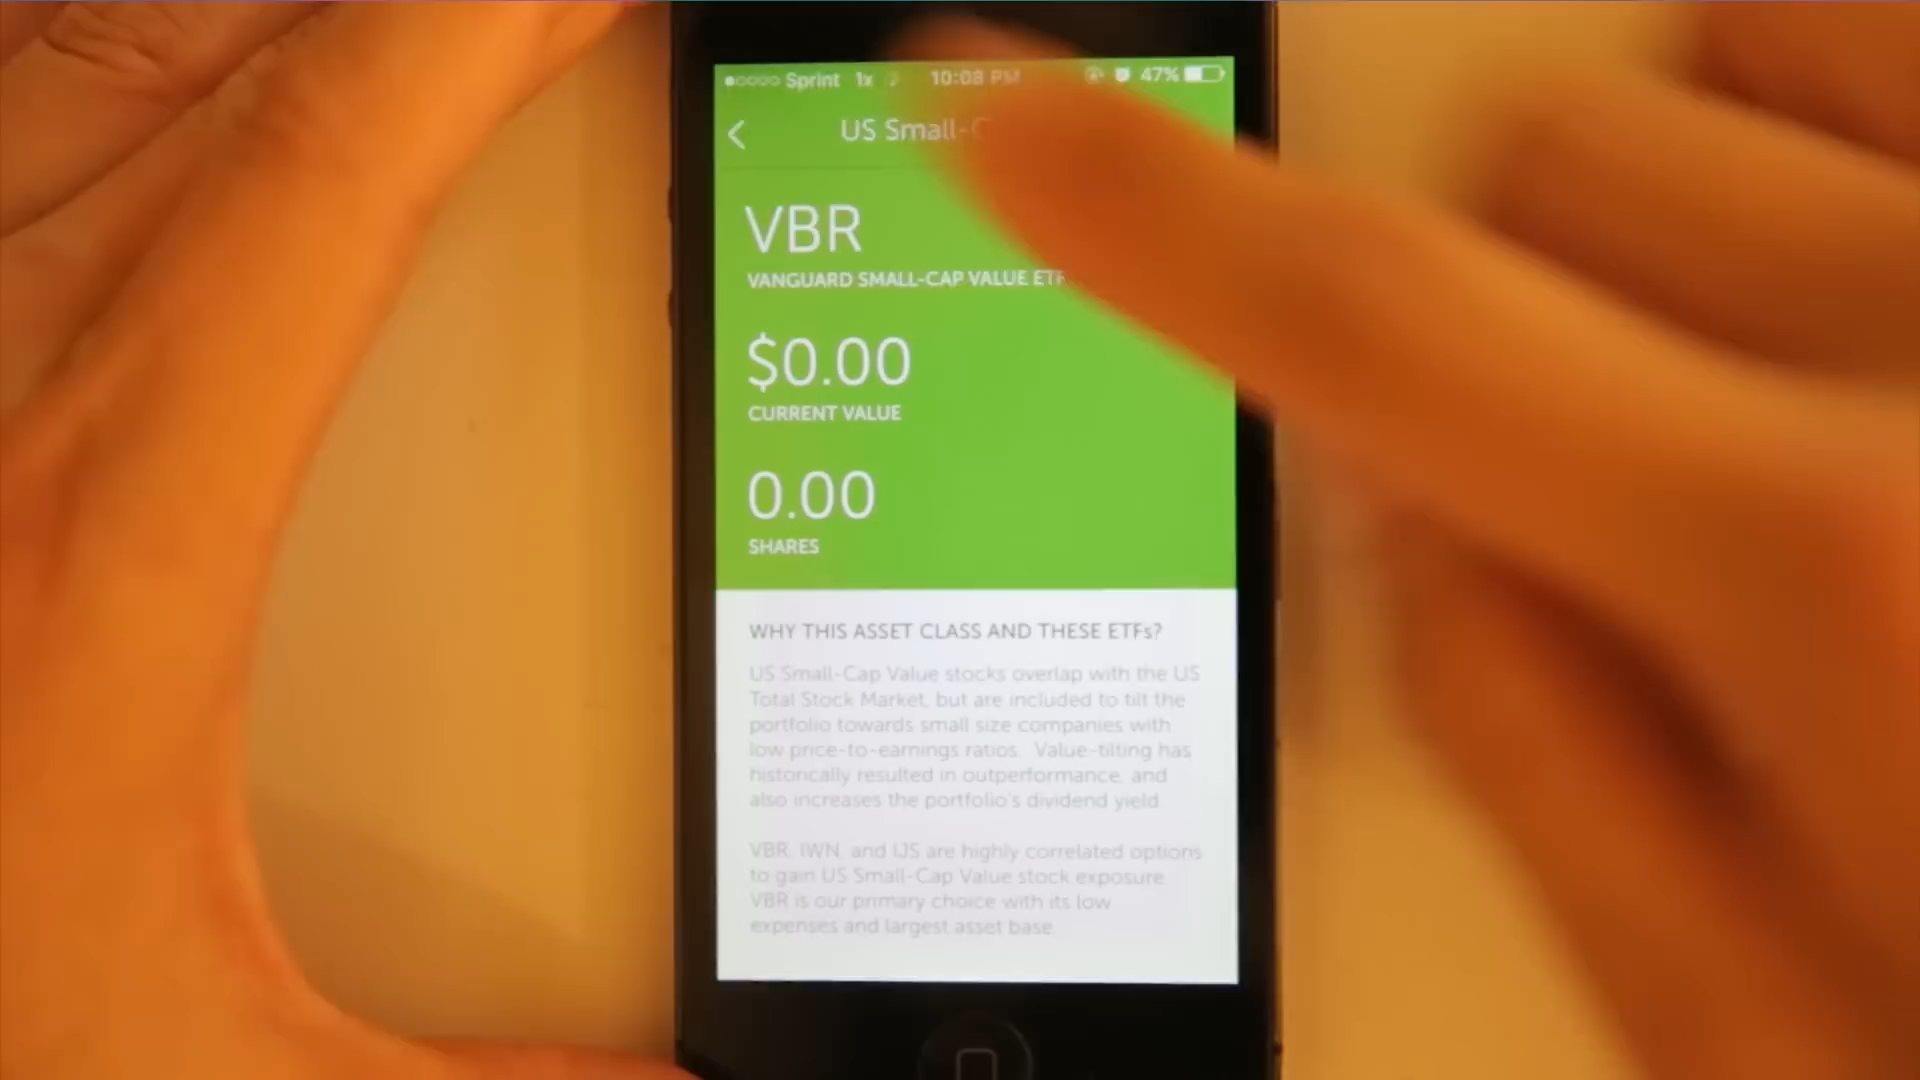 Sprint 1x 10:08 PM 47%
US Small-C
VBR
VANGUARD SMALL-CAP VALUE ETF
$0.00
CURRENT VALUE
0.00
SHARES
WHY THIS ASSET CLASS AND THESE ETFs?
US Small-Cap Value stocks overlap with the US
Total Stock Market, but are included to tilt the
portfolio towards small size companies with
low price-to-earnings ratios. Value-tilting has
historically resulted in outperformance, and
also increases the portfolio's dividend yield.
VBR, IWN, and IJS are highly correlated options
to gain US Small-Cap Value stock exposure
VBR is our primary choice with its low
expenses and largest asset base.